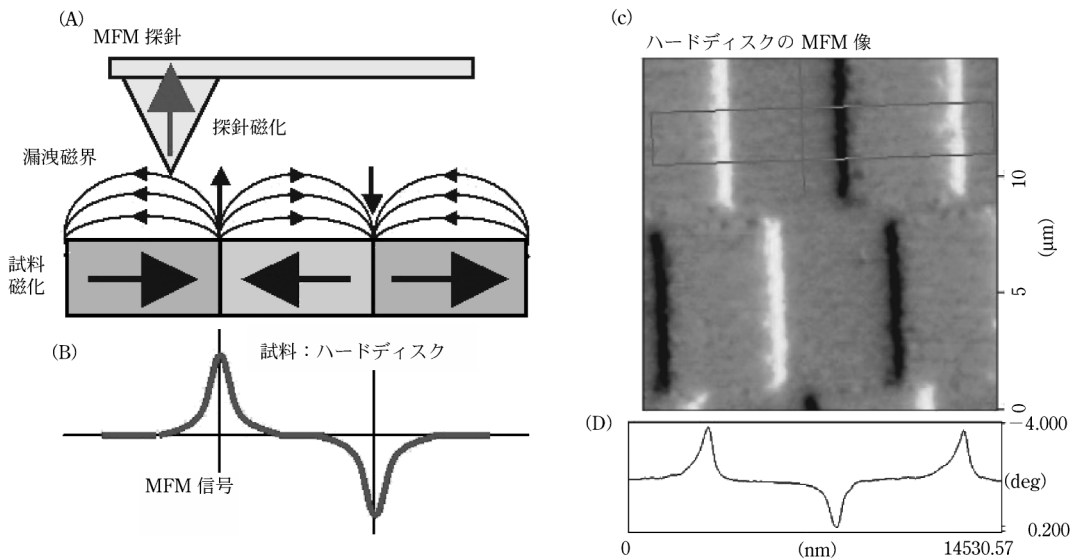 (A)
MFM 探針
探針磁化
漏洩磁界
試料
磁化
(B)
試料：ハードディスク
MFM 信号
(c)
ハードディスクの MFM 像
10
5
0
(μm)
(D)
−4.000
(deg)
0.200
0
(nm)
14530.57